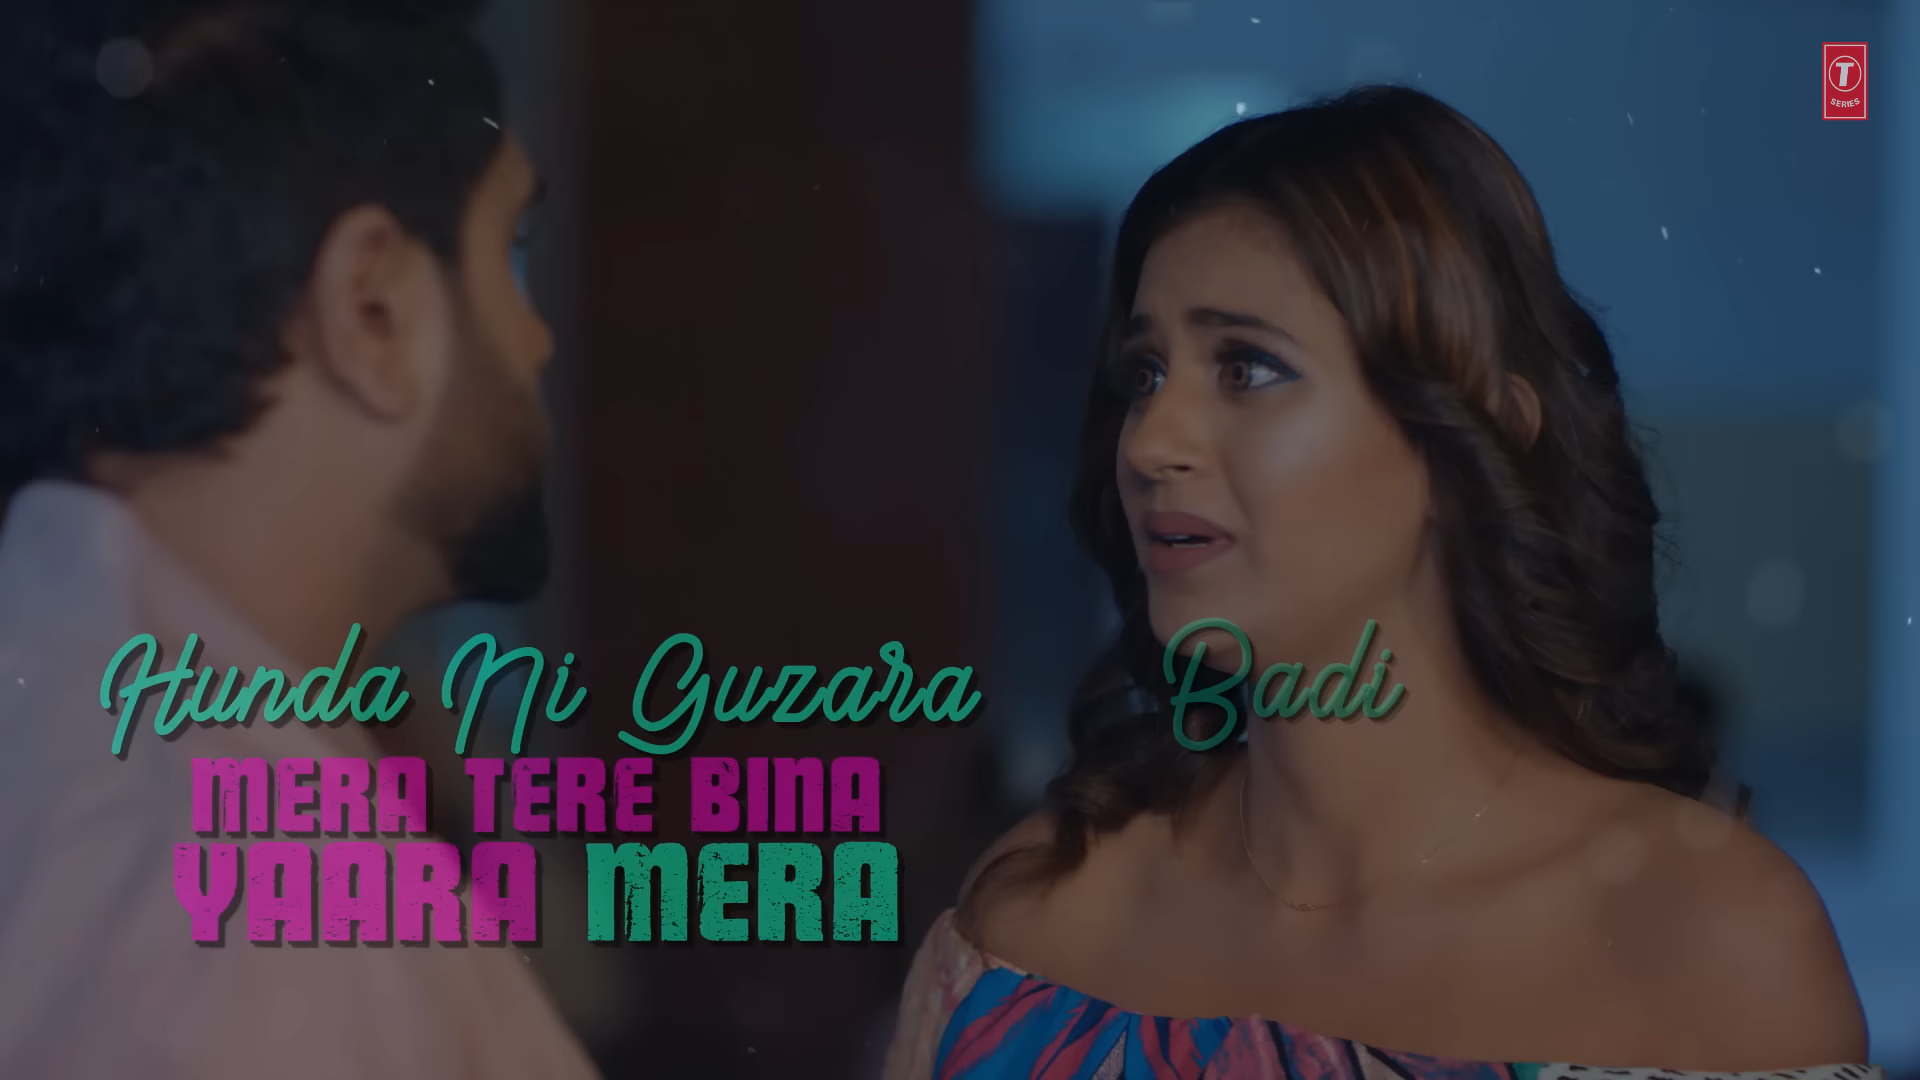 T
SERIES
Hunda Ni Guzara
MERA TERE BINA
YAARA MERA
Badi